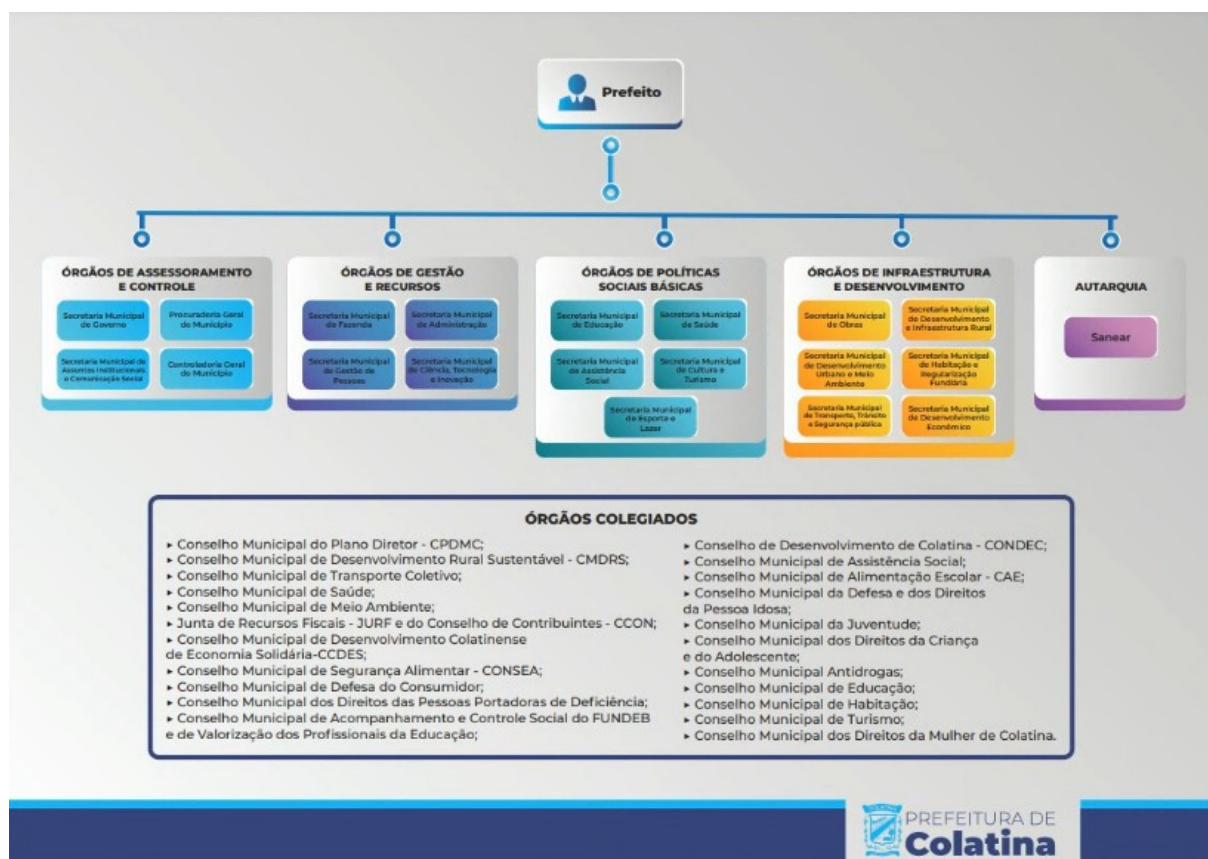 Prefeito
ÓRGÃOS DE ASSESSORAMENTO
E CONTROLE
Secretaria Municipal
de Governo
Procuradoria Geral
do Município
Secretaria Municipal de
Assuntos Institucionais
e Comunicação Social
Controladoria Geral
do Município
ÓRGÃOS DE GESTÃO
E RECURSOS
Secretaria Municipal
de Fazenda
Secretaria Municipal
de Administração
Secretaria Municipal
de Gestão de
Pessoas
Secretaria Municipal
de Ciência, Tecnologia
e Inovação
ÓRGÃOS DE POLÍTICAS
SOCIAIS BÁSICAS
Secretaria Municipal
de Educação
Secretaria Municipal
de Saúde
Secretaria Municipal
de Assistência
Social
Secretaria Municipal
de Cultura e
Turismo
Secretaria Municipal
de Esporte e
Lazer
ÓRGÃOS DE INFRAESTRUTURA
E DESENVOLVIMENTO
Secretaria Municipal
de Obras
Secretaria Municipal
de Desenvolvimento
e Infraestrutura Rural
Secretaria Municipal
de Desenvolvimento
Urbano e Meio
Ambiente
Secretaria Municipal
de Habitação e
Regularização
Fundiária
Secretaria Municipal
de Transporte, Trânsito
e Segurança pública
Secretaria Municipal
de Desenvolvimento
Econômico
AUTARQUIA
Sanear
ÓRGÃOS COLEGIADOS
▸ Conselho Municipal do Plano Diretor - CPDMC;
▸ Conselho Municipal de Desenvolvimento Rural Sustentável - CMDRS;
▸ Conselho Municipal de Transporte Coletivo;
▸ Conselho Municipal de Saúde;
▸ Conselho Municipal de Meio Ambiente;
▸ Junta de Recursos Fiscais - JURF e do Conselho de Contribuintes - CCON;
▸ Conselho Municipal de Desenvolvimento Colatinense
de Economia Solidária-CCDES;
▸ Conselho Municipal de Segurança Alimentar - CONSEA;
▸ Conselho Municipal de Defesa do Consumidor;
▸ Conselho Municipal dos Direitos das Pessoas Portadoras de Deficiência;
▸ Conselho Municipal de Acompanhamento e Controle Social do FUNDEB
e de Valorização dos Profissionais da Educação;
▸ Conselho de Desenvolvimento de Colatina - CONDEC;
▸ Conselho Municipal de Assistência Social;
▸ Conselho Municipal de Alimentação Escolar - CAE;
▸ Conselho Municipal da Defesa e dos Direitos
da Pessoa Idosa;
▸ Conselho Municipal da Juventude;
▸ Conselho Municipal dos Direitos da Criança
e do Adolescente;
▸ Conselho Municipal Antidrogas;
▸ Conselho Municipal de Educação;
▸ Conselho Municipal de Habitação;
▸ Conselho Municipal de Turismo;
▸ Conselho Municipal dos Direitos da Mulher de Colatina.
PREFEITURA DE
Colatina